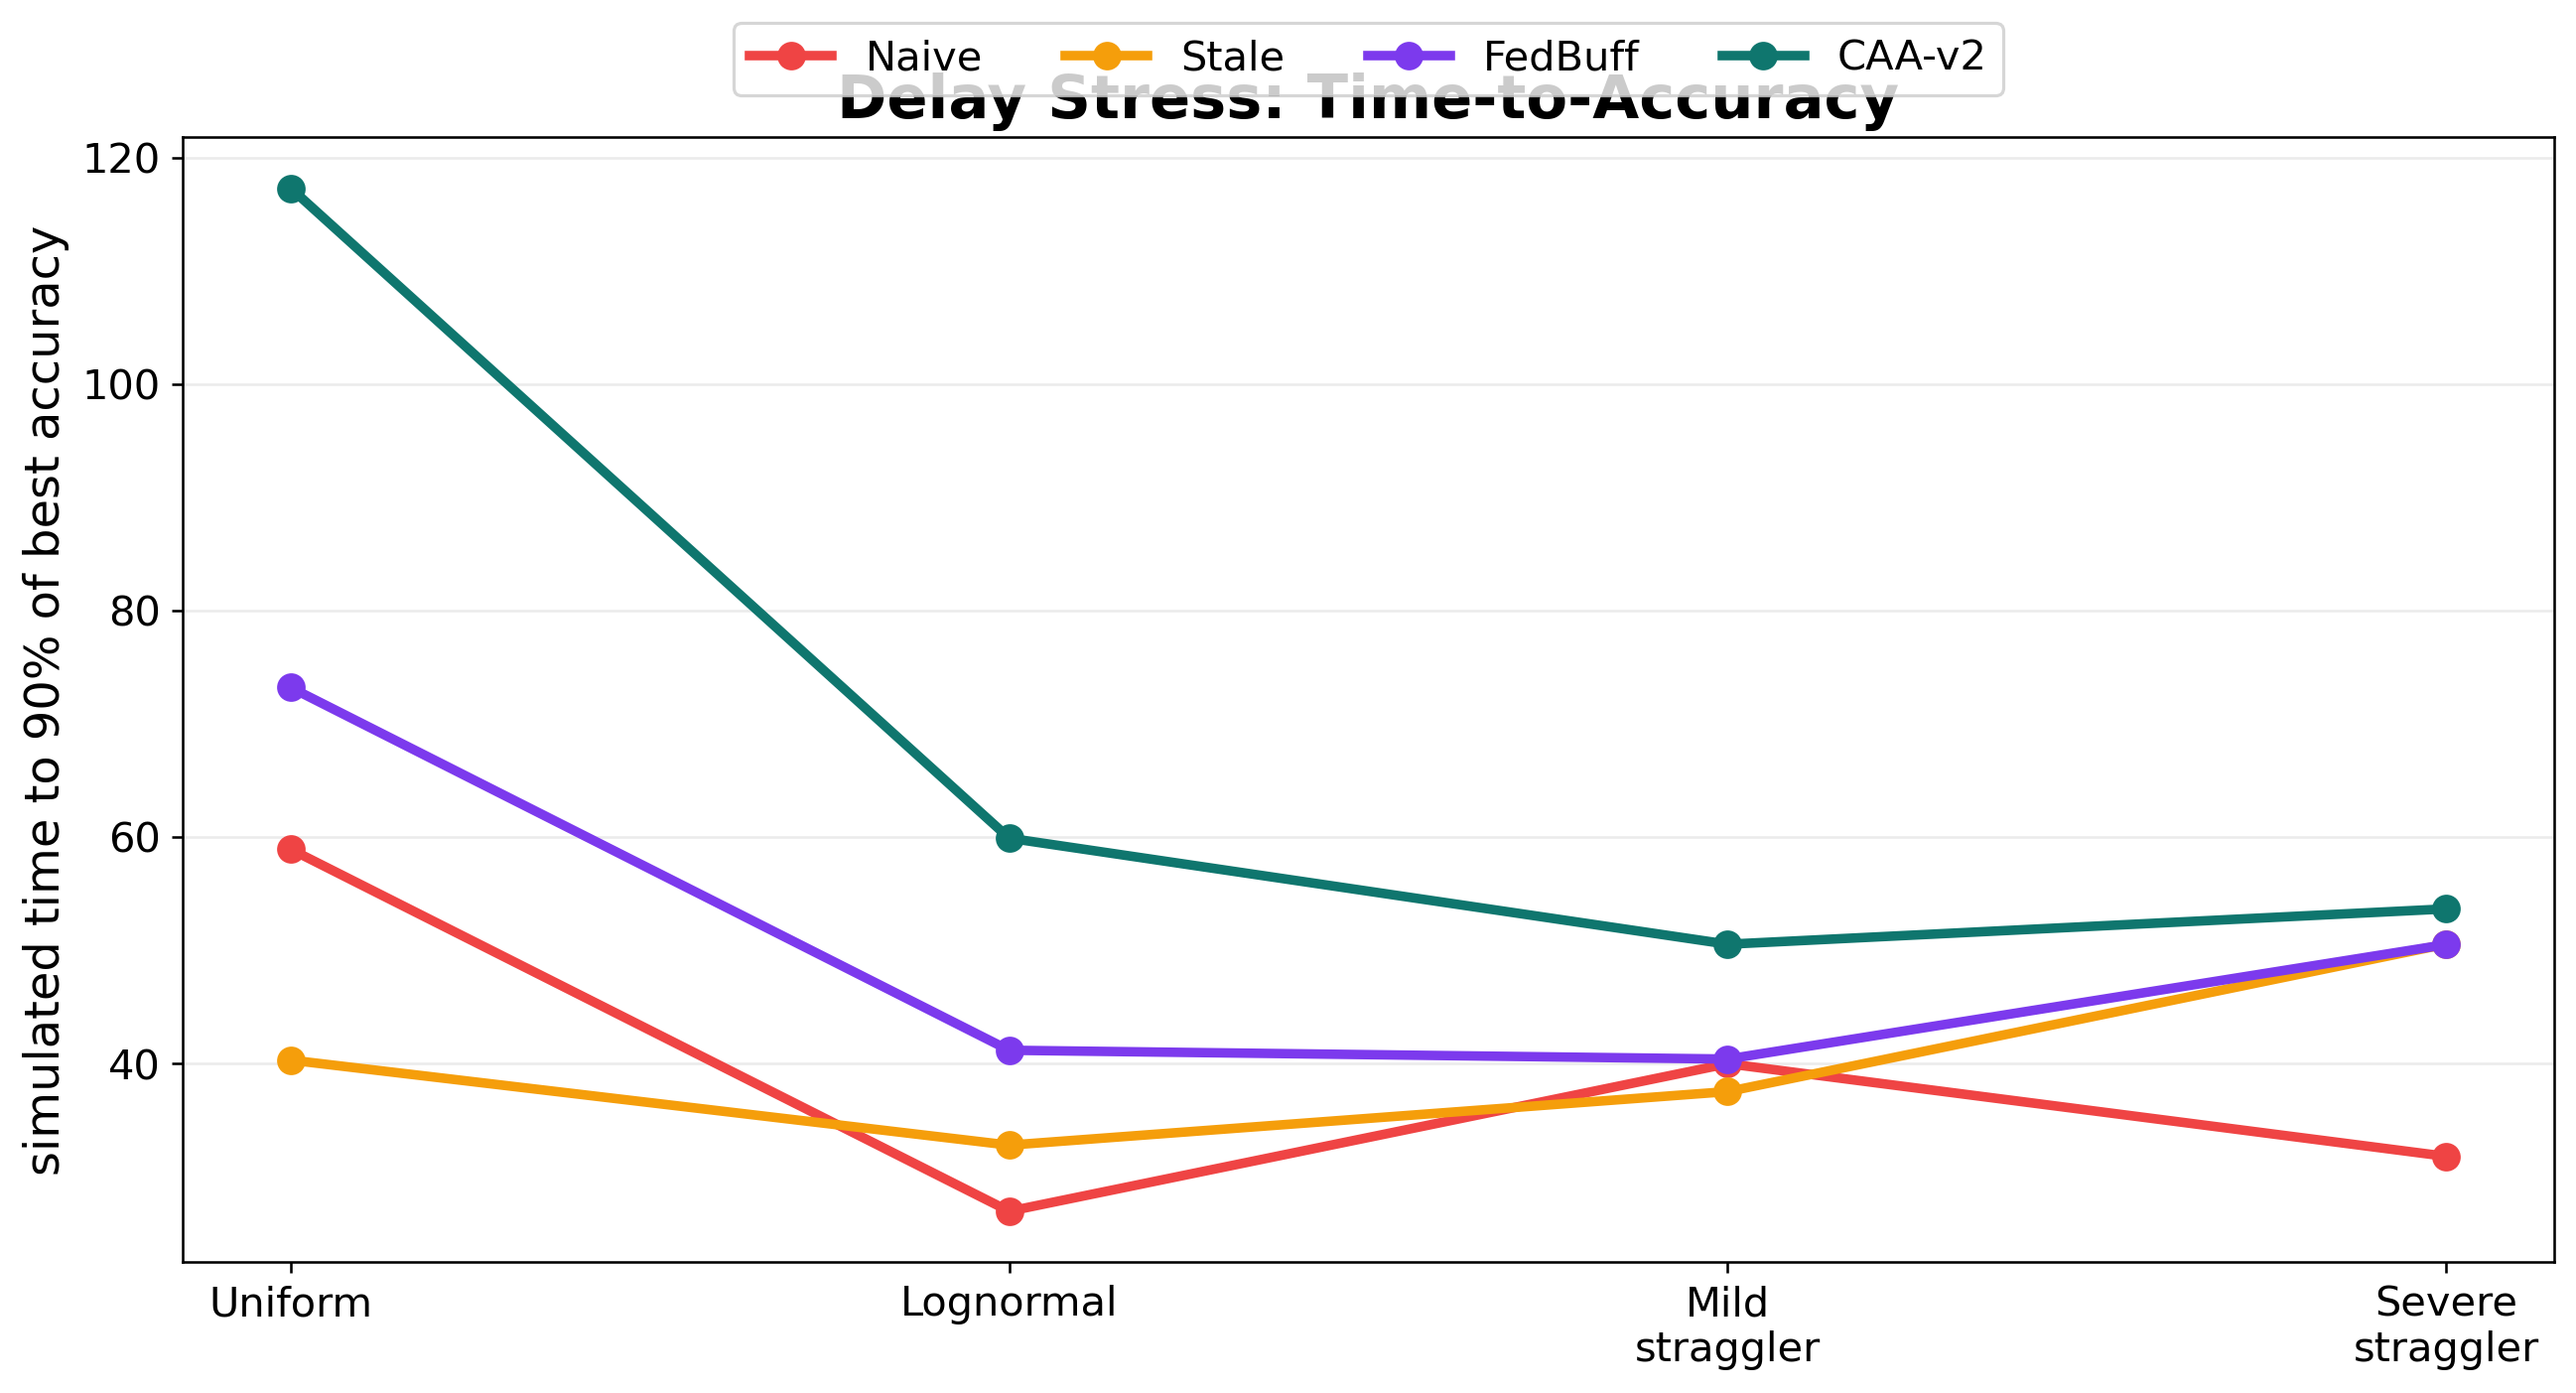 Naive Stale FedBuff CAA-v2
Delay Stress: Time-to-Accuracy
simulated time to 90% of best accuracy
120
100
80
60
40
Uniform
Lognormal
Mild
straggler
Severe
straggler